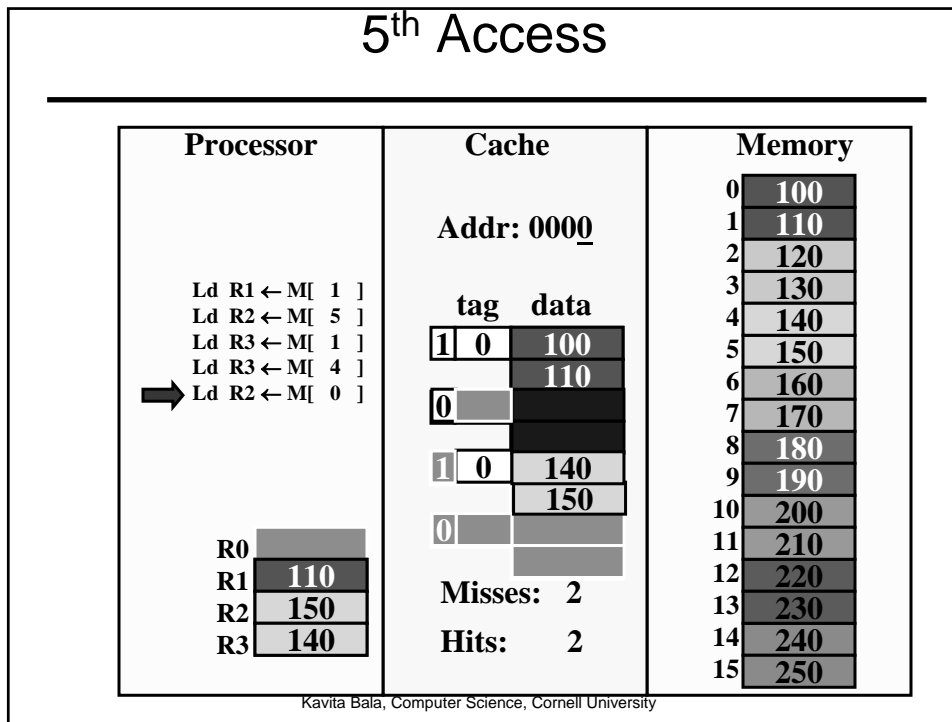 5th Access
Processor
Ld R1 ← M[ 1 ]
Ld R2 ← M[ 5 ]
Ld R3 ← M[ 1 ]
Ld R3 ← M[ 4 ]
Ld R2 ← M[ 0 ]
R0
R1 110
R2 150
R3 140
Cache
Addr: 0000
tag data
1 0 100
110
0
1 0 140
150
0
Misses: 2
Hits: 2
Memory
0 100
1 110
2 120
3 130
4 140
5 150
6 160
7 170
8 180
9 190
10 200
11 210
12 220
13 230
14 240
15 250
Kavita Bala, Computer Science, Cornell University